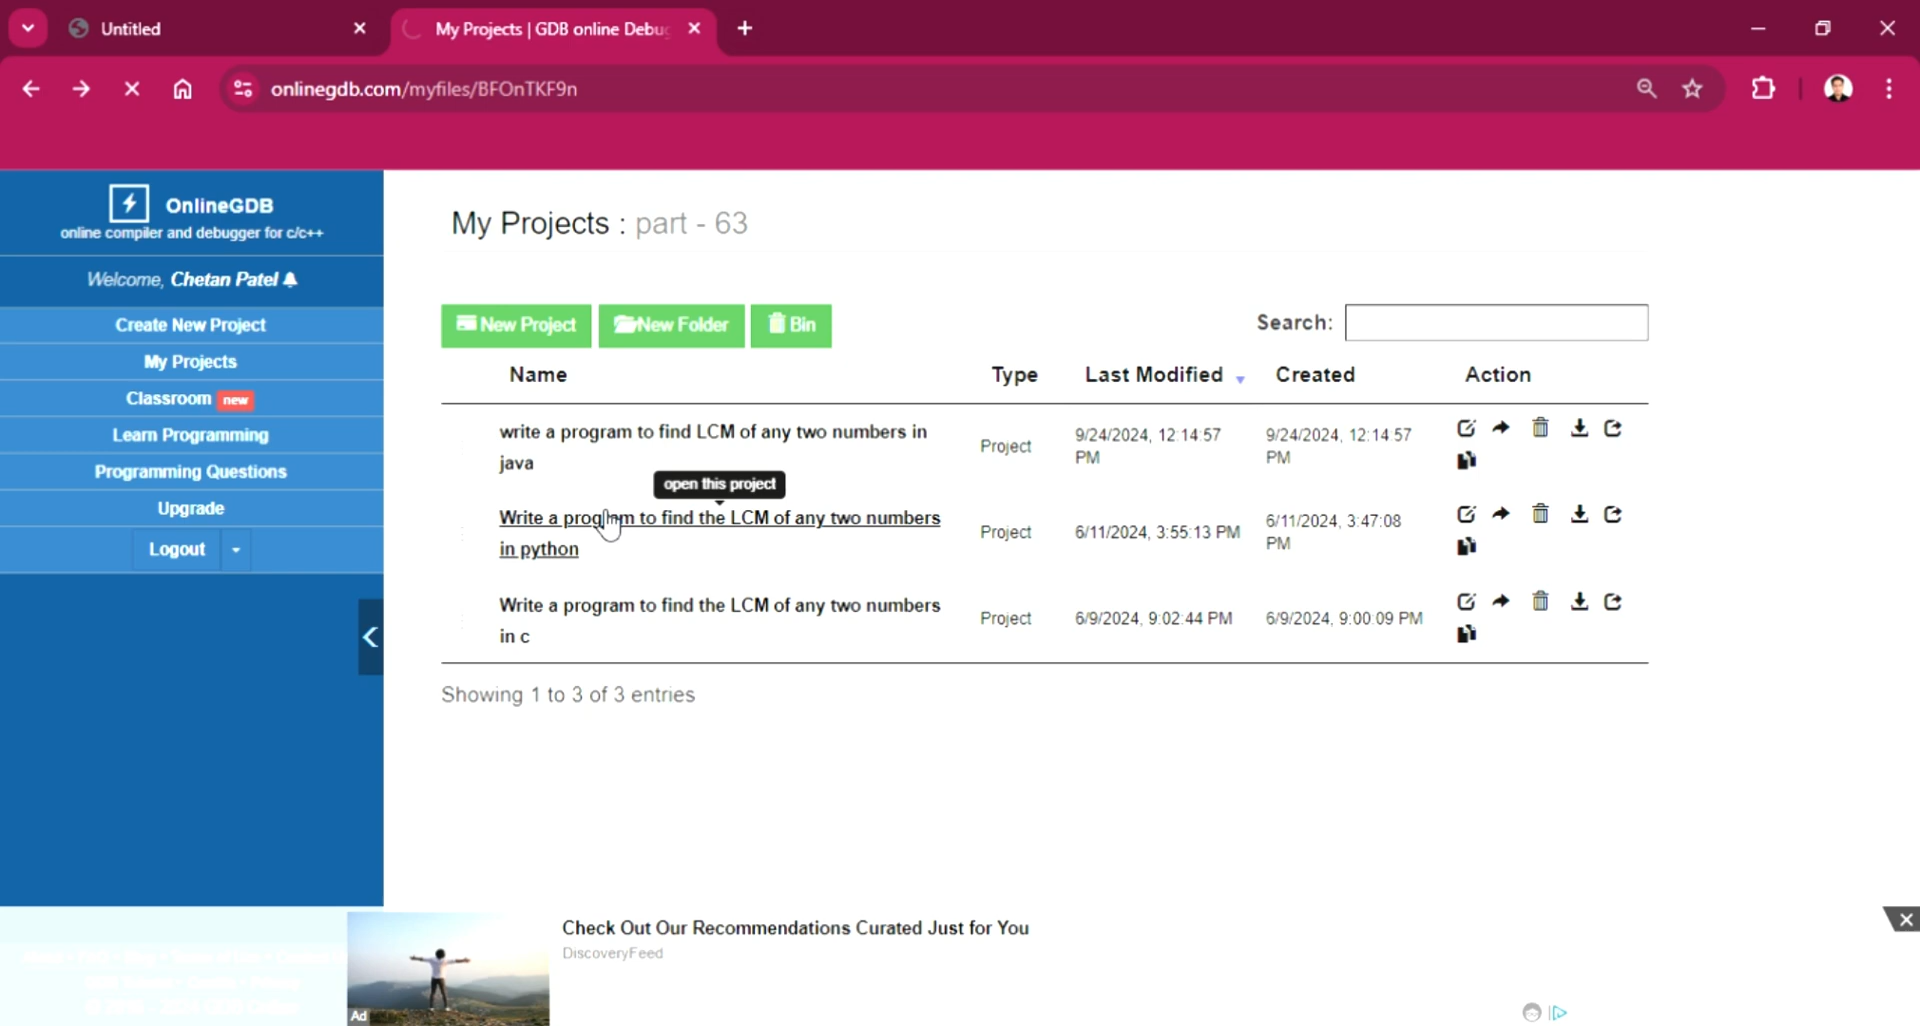 Untitled
My Projects | GDB online Debug
onlinegdb.com/myfiles/BFOnTKF9n
OnlineGDB
online compiler and debugger for c/c++
Welcome, Chetan Patel
Create New Project
My Projects
Classroom new
Learn Programming
Programming Questions
Upgrade
Logout
My Projects : part - 63
New Project New Folder Bin Search:
Name Type Last Modified Created Action
write a program to find LCM of any two numbers in
java
Project
9/24/2024, 12:14:57
PM
9/24/2024, 12:14:57
PM
open this project
Write a program to find the LCM of any two numbers
in python
Project
6/11/2024, 3:55:13 PM
6/11/2024, 3:47:08
PM
Write a program to find the LCM of any two numbers
in c
Project
6/9/2024, 9:02:44 PM
6/9/2024, 9:00:09 PM
Showing 1 to 3 of 3 entries
Check Out Our Recommendations Curated Just for You
DiscoveryFeed
Ad